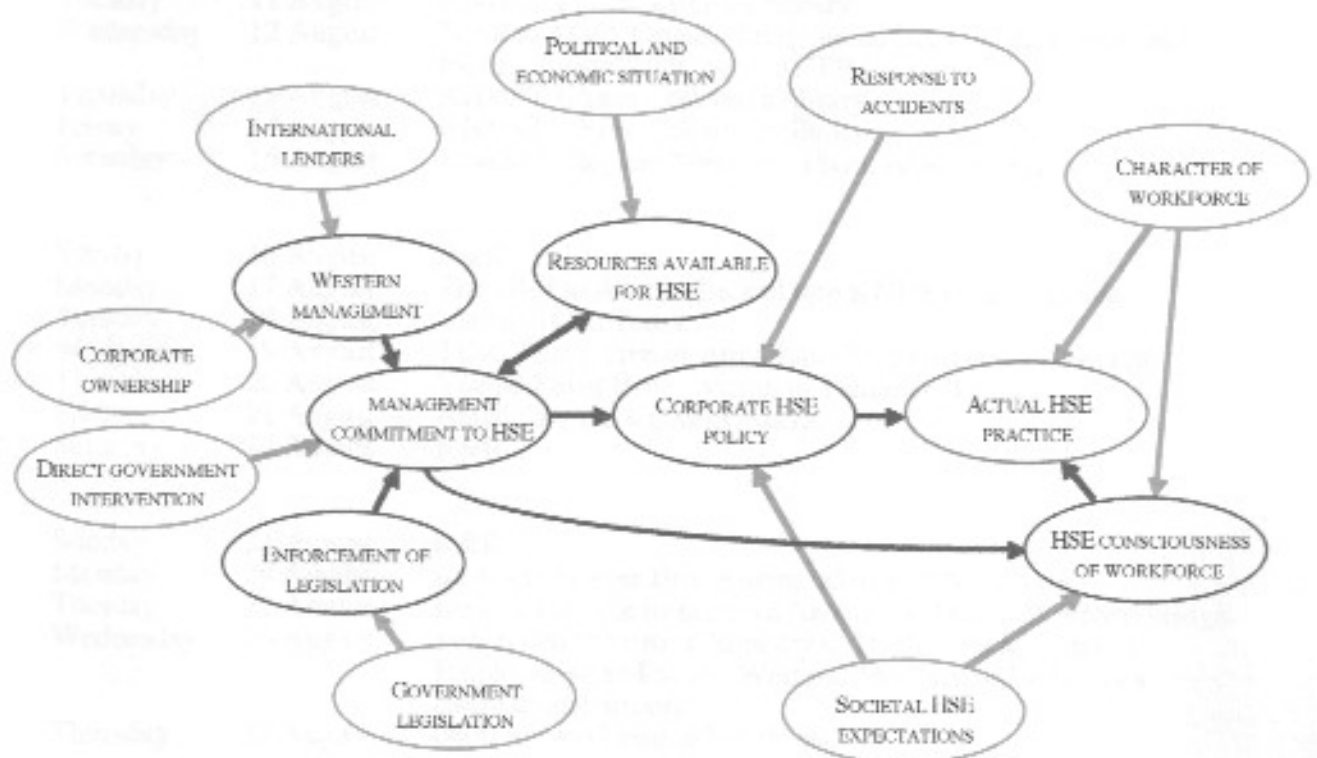 POLITICAL AND
ECONOMIC SITUATION
RESPONSE TO
ACCIDENTS
INTERNATIONAL
LENDERS
CHARACTER OF
WORKFORCE
WESTERN
MANAGEMENT
RESOURCES AVAILABLE
FOR HSE
CORPORATE
OWNERSHIP
MANAGEMENT
COMMITMENT TO HSE
CORPORATE HSE
POLICY
ACTUAL HSE
PRACTICE
DIRECT GOVERNMENT
INTERVENTION
ENFORCEMENT OF
LEGISLATION
HSE CONSCIOUSNESS
OF WORKFORCE
GOVERNMENT
LEGISLATION
SOCIETAL HSE
EXPECTATIONS